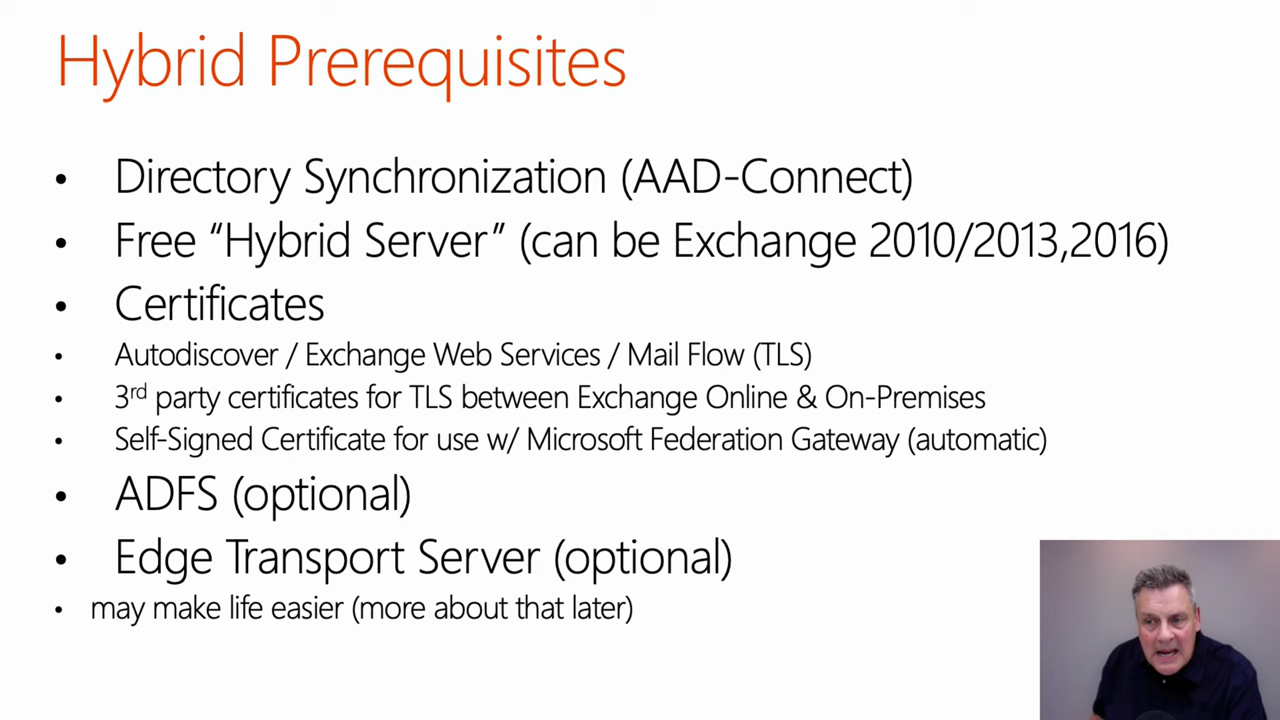 Hybrid Prerequisites
• Directory Synchronization (AAD-Connect)
• Free “Hybrid Server” (can be Exchange 2010/2013,2016)
• Certificates
• Autodiscover / Exchange Web Services / Mail Flow (TLS)
• 3rd party certificates for TLS between Exchange Online & On-Premises
• Self-Signed Certificate for use w/ Microsoft Federation Gateway (automatic)
• ADFS (optional)
• Edge Transport Server (optional)
• may make life easier (more about that later)